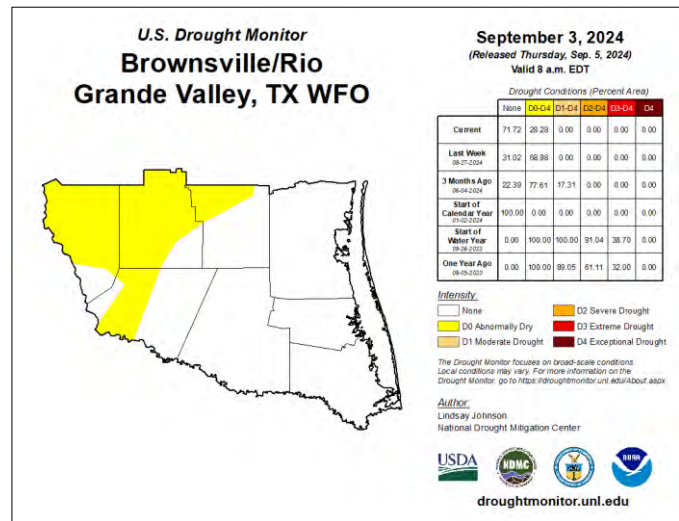 U.S. Drought Monitor
Brownsville/Rio
Grande Valley, TX WFO
September 3, 2024
(Released Thursday, Sep. 5, 2024)
Valid 8 a.m. EDT
Drought Conditions (Percent Area)
None D0-D4 D1-D4 D2-D4 D3-D4 D4
Current 71.72 28.28 0.00 0.00 0.00 0.00
Last Week
08-27-2024 31.02 68.98 0.00 0.00 0.00 0.00
3 Months Ago
06-04-2024 22.39 77.61 17.31 0.00 0.00 0.00
Start of
Calendar Year
01-02-2024 100.00 0.00 0.00 0.00 0.00 0.00
Start of
Water Year
09-26-2023 0.00 100.00 100.00 91.04 38.70 0.00
One Year Ago
09-05-2023 0.00 100.00 89.05 61.11 32.00 0.00
Intensity:
None
D0 Abnormally Dry
D1 Moderate Drought
D2 Severe Drought
D3 Extreme Drought
D4 Exceptional Drought
The Drought Monitor focuses on broad-scale conditions.
Local conditions may vary. For more information on the
Drought Monitor, go to https://droughtmonitor.unl.edu/About.aspx
Author:
Lindsay Johnson
National Drought Mitigation Center
USDA
NDMC
NOAA
droughtmonitor.unl.edu